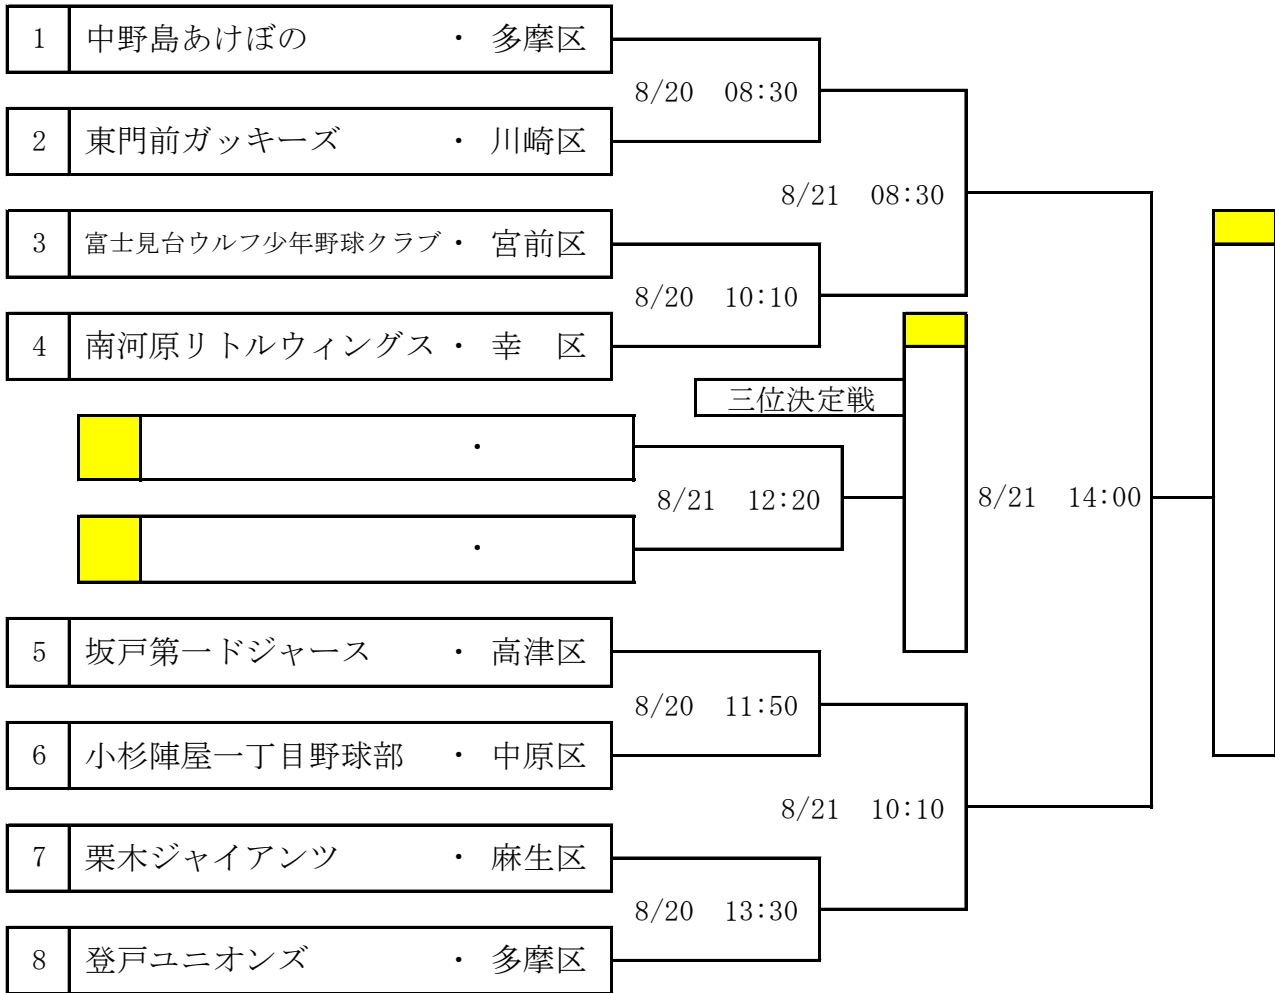 1 中野島あけぼの ・ 多摩区
8/20 08:30
2 東門前ガッキーズ ・ 川崎区
8/21 08:30
3 富士見台ウルフ少年野球クラブ・ 宮前区
8/20 10:10
4 南河原リトルウィングス・ 幸 区
三位決定戦
・
8/21 12:20
8/21 14:00
・
5 坂戸第一ドジャース ・ 高津区
8/20 11:50
6 小杉陣屋一丁目野球部 ・ 中原区
8/21 10:10
7 栗木ジャイアンツ ・ 麻生区
8/20 13:30
8 登戸ユニオンズ ・ 多摩区